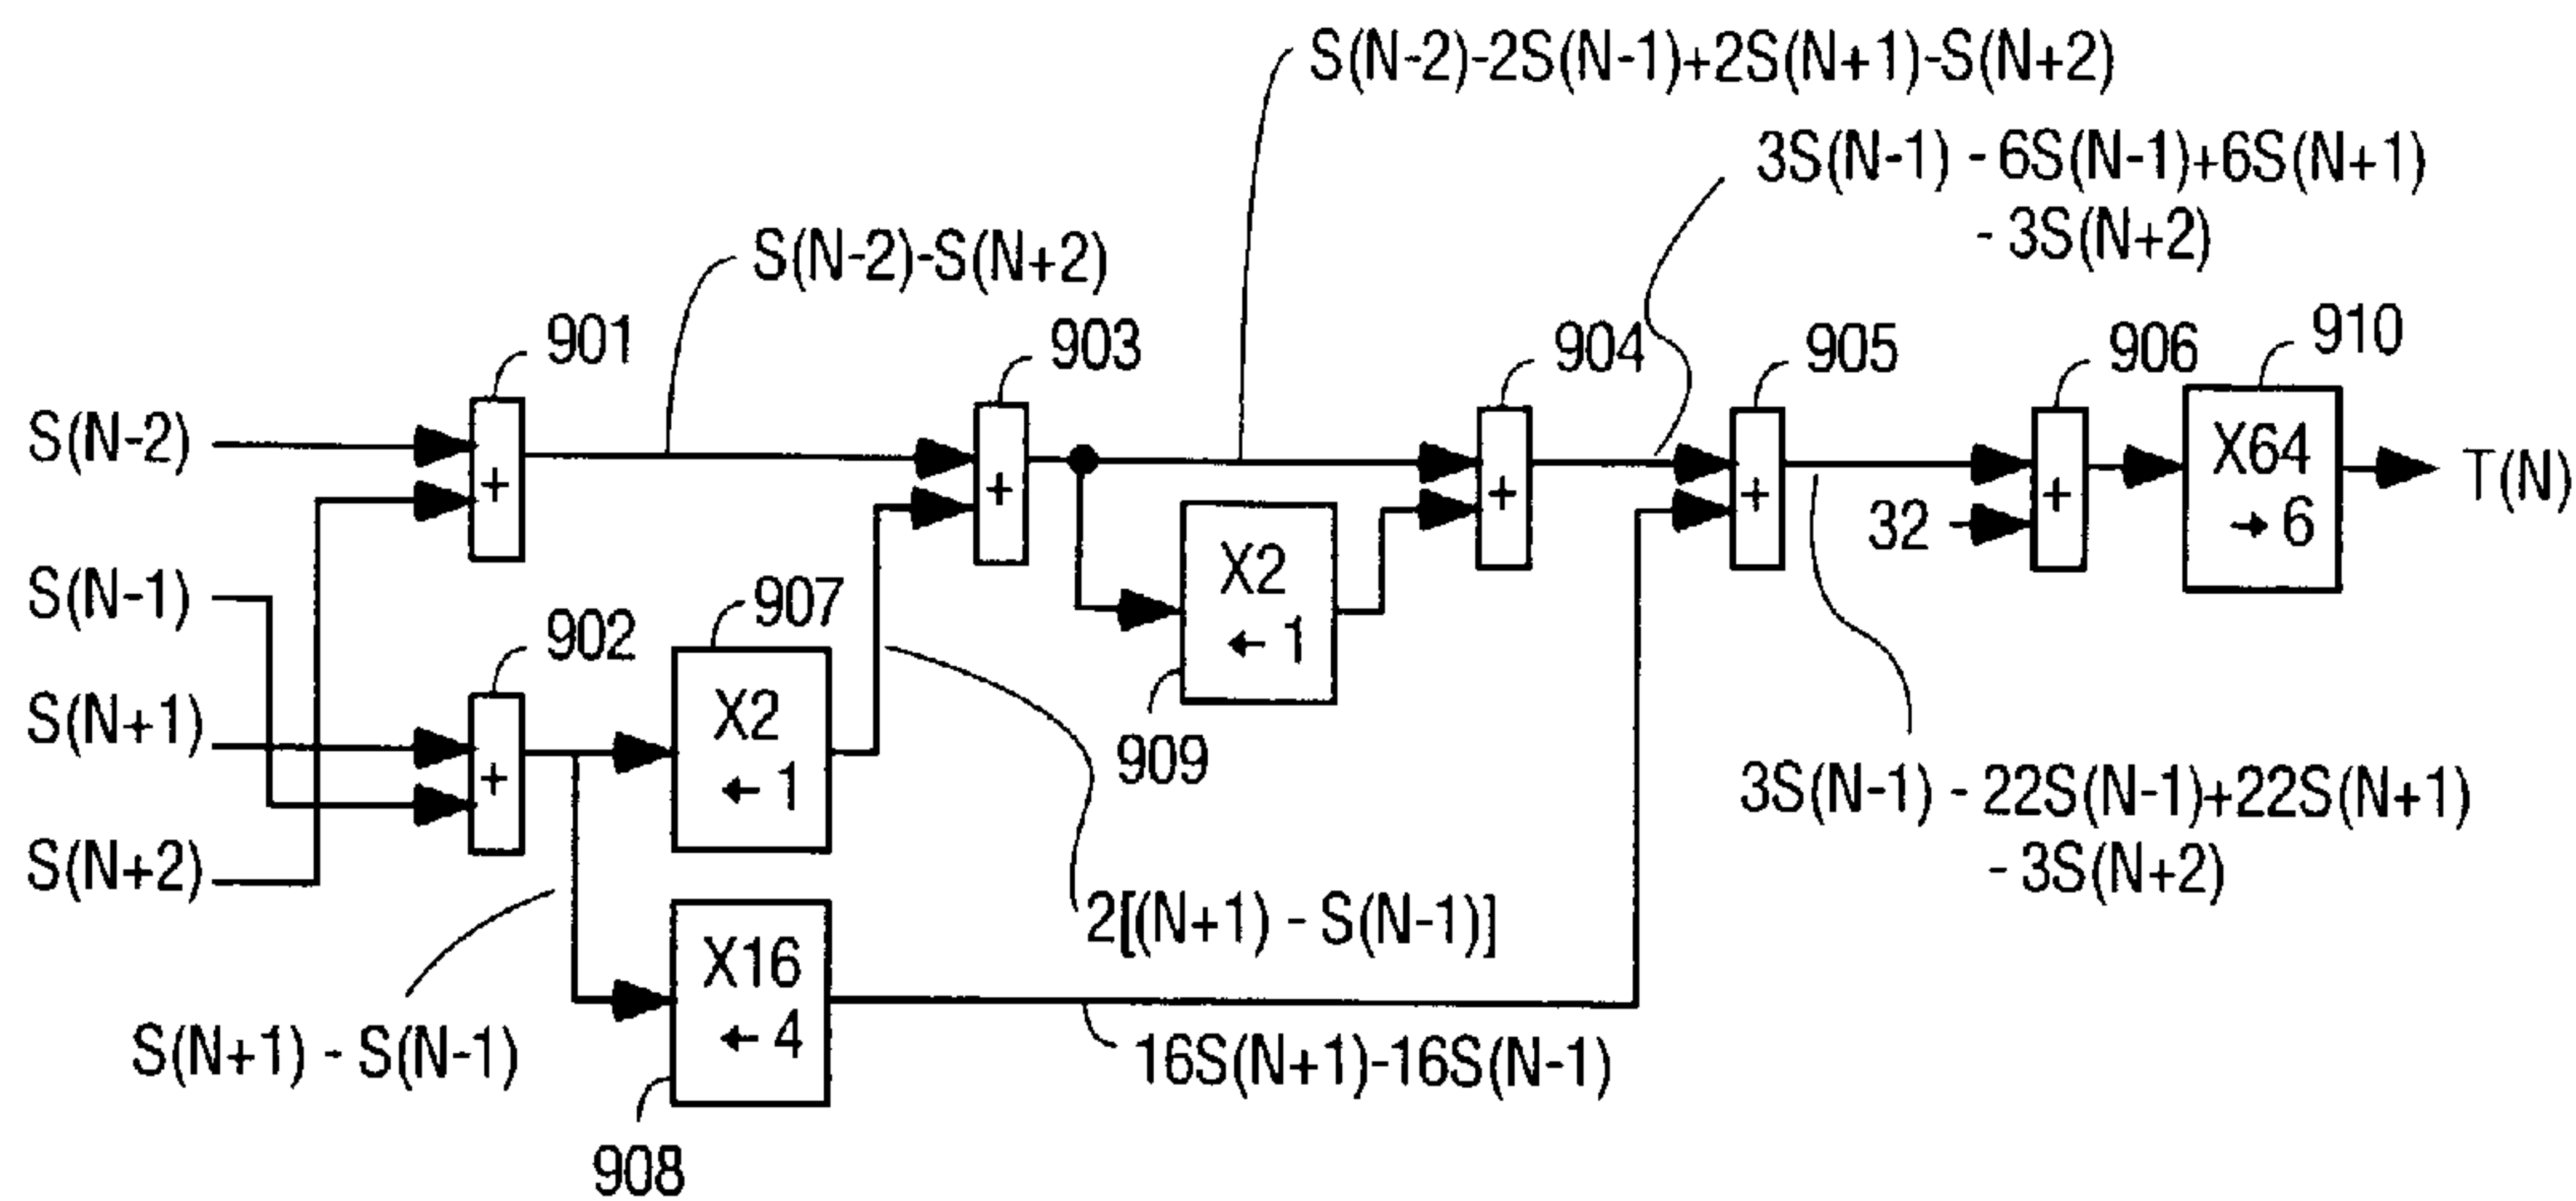 S(N-2)-2S(N-1)+2S(N+1)-S(N+2)
3S(N-1) - 6S(N-1)+6S(N+1)
- 3S(N+2)
S(N-2)-S(N+2)
901
903
904
905
906
910
S(N-2)
+
+
+
+
+
X64
→ 6
T(N)
32
S(N-1)
X2
← 1
902
907
S(N+1)
+
X2
← 1
909
3S(N-1) - 22S(N-1)+22S(N+1)
- 3S(N+2)
S(N+2)
2[(N+1) - S(N-1)]
X16
← 4
S(N+1) - S(N-1)
16S(N+1)-16S(N-1)
908